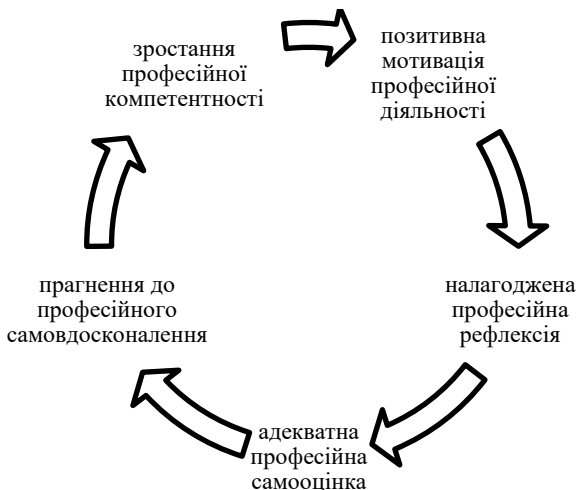 зростання
професійної
компетентності
позитивна
мотивація
професійної
діяльності
налагоджена
професійна
рефлексія
адекватна
професійна
самооцінка
прагнення до
професійного
самовдосконалення